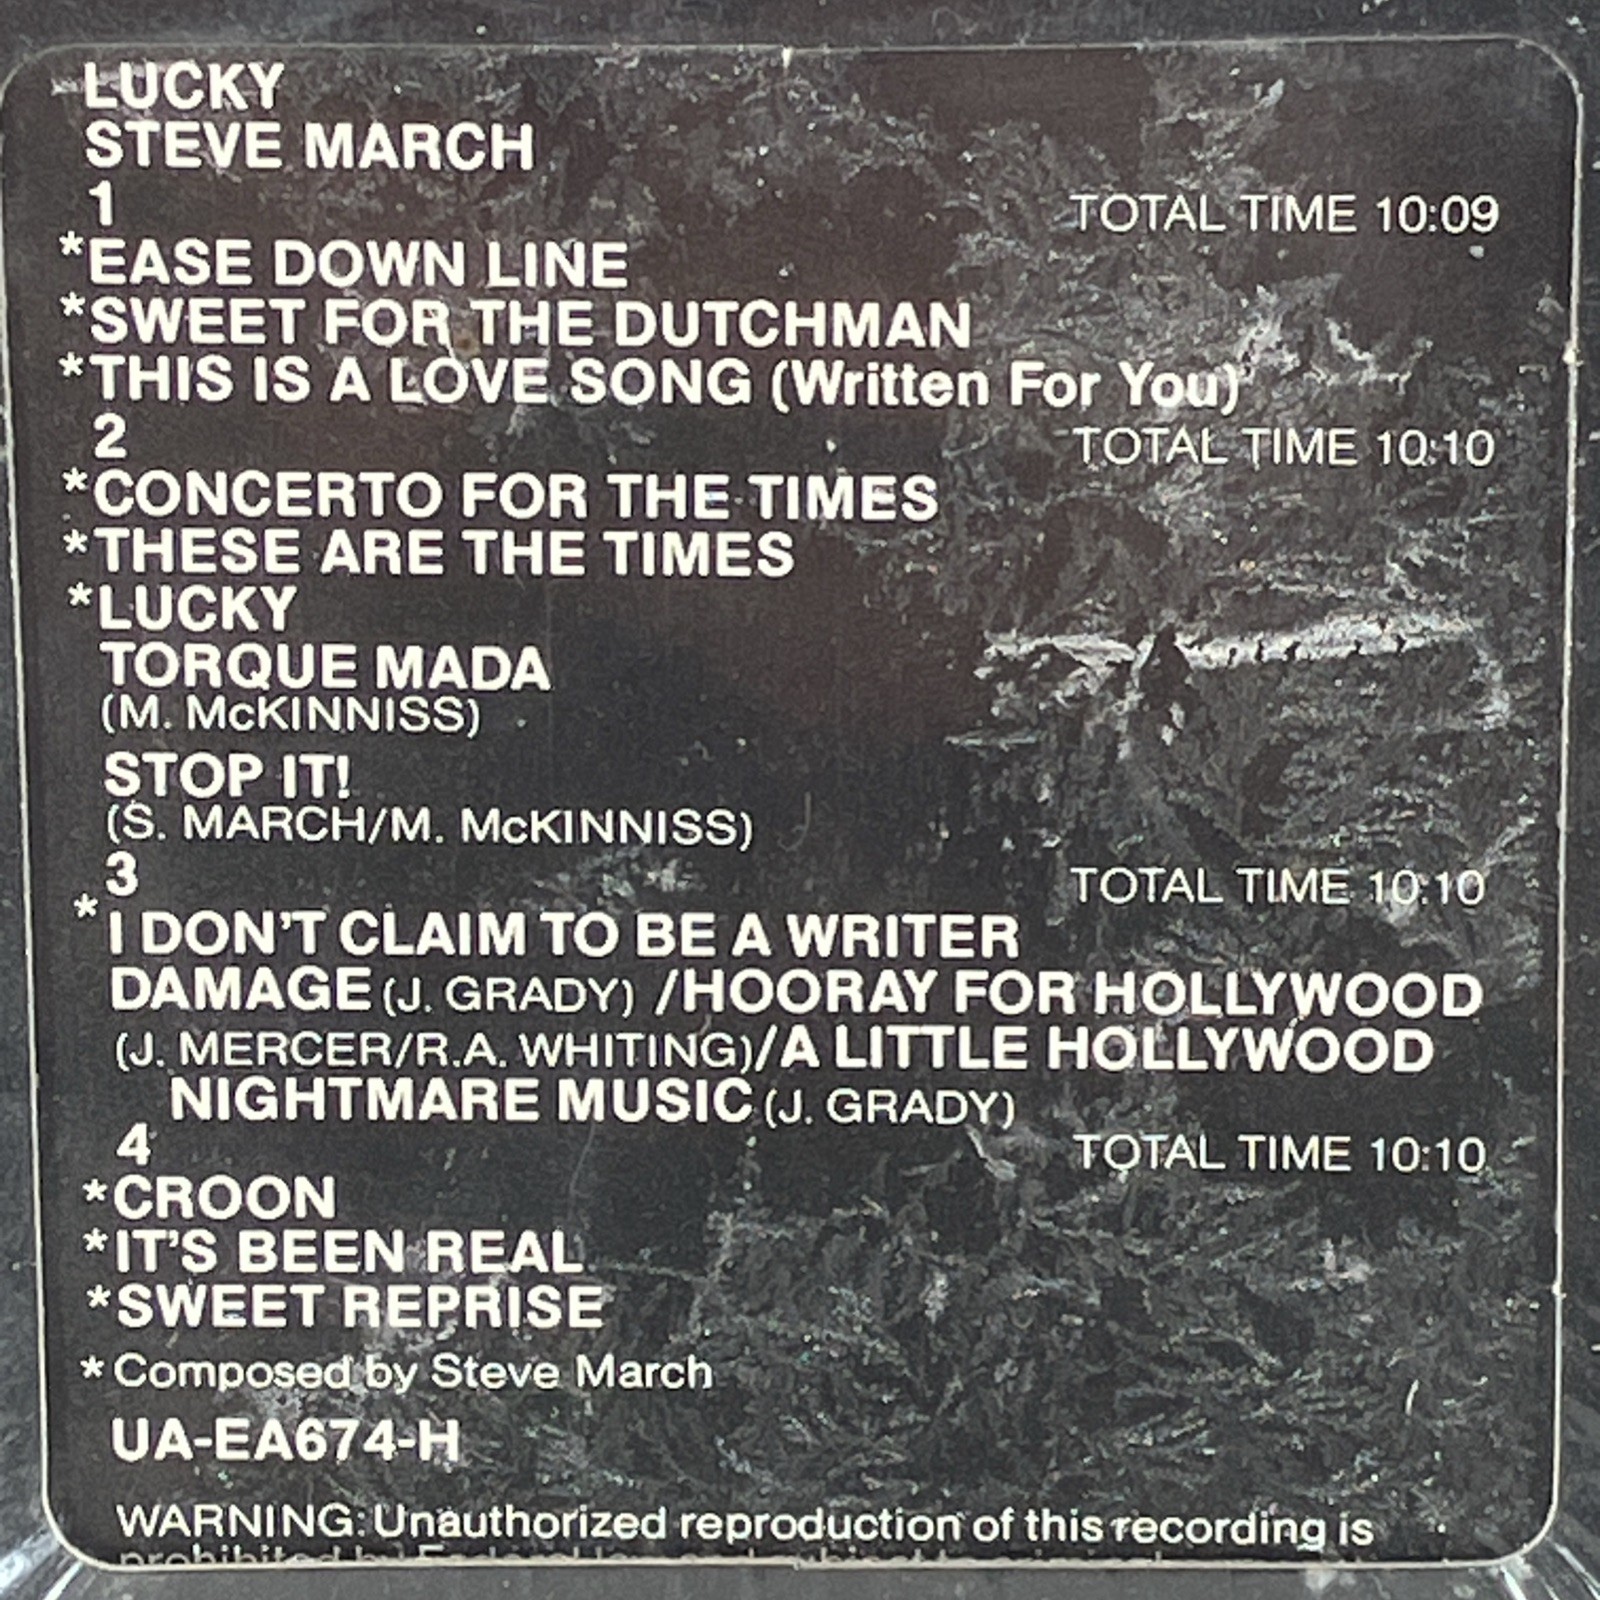 LUCKY
STEVE MARCH
1 TOTAL TIME 10:09
*EASE DOWN LINE
*SWEET FOR THE DUTCHMAN
*THIS IS A LOVE SONG (Written For You)
2 TOTAL TIME 10:10
*CONCERTO FOR THE TIMES
*THESE ARE THE TIMES
*LUCKY
TORQUE MADA
(M. McKINNISS)
STOP IT!
(S. MARCH/M. McKINNISS)
3 TOTAL TIME 10:10
*I DON'T CLAIM TO BE A WRITER
DAMAGE (J. GRADY) /HOORAY FOR HOLLYWOOD
(J. MERCER/R.A. WHITING)/A LITTLE HOLLYWOOD
NIGHTMARE MUSIC (J. GRADY)
4 TOTAL TIME 10:10
*CROON
*IT'S BEEN REAL
*SWEET REPRISE
* Composed by Steve March
UA-EA674-H
WARNING: Unauthorized reproduction of this recording is
prohibited by Federal